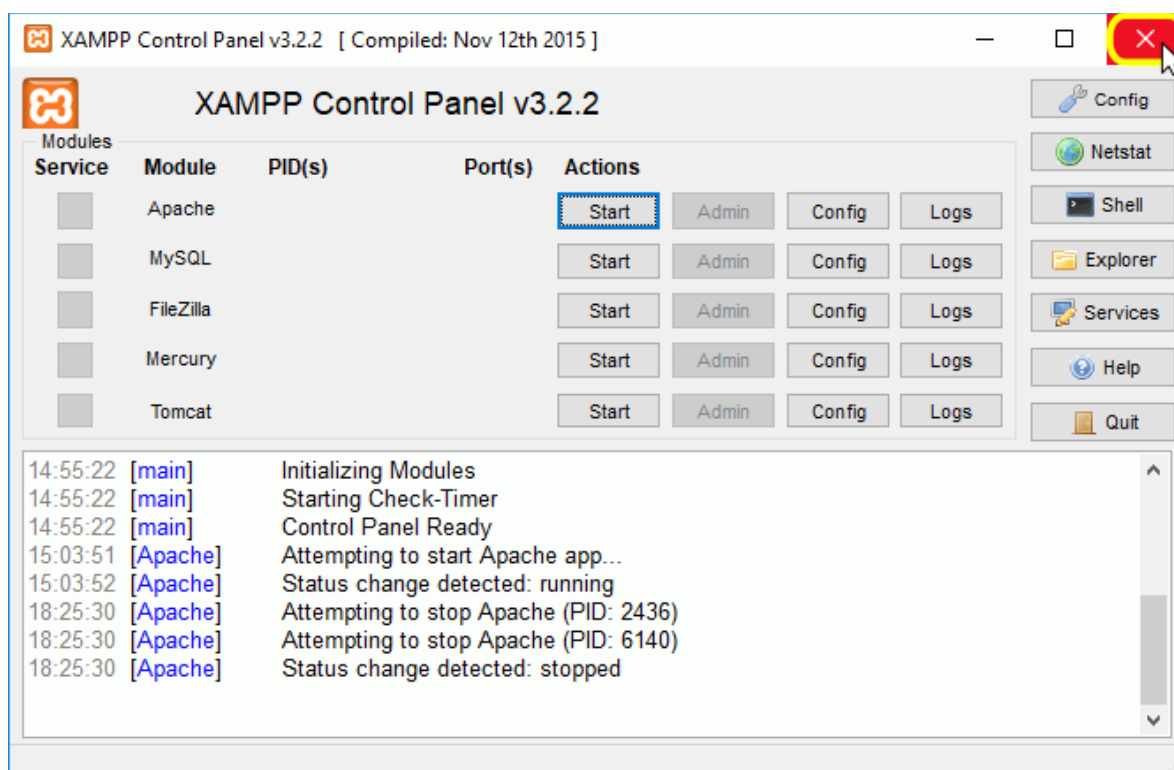 XAMPP Control Panel v3.2.2 [ Compiled: Nov 12th 2015 ]
XAMPP Control Panel v3.2.2
Config
Modules
Service Module PID(s) Port(s) Actions
Netstat
Apache Start Admin Config Logs
Shell
MySQL Start Admin Config Logs
Explorer
FileZilla Start Admin Config Logs
Services
Mercury Start Admin Config Logs
Help
Tomcat Start Admin Config Logs
Quit
14:55:22 [main] Initializing Modules
14:55:22 [main] Starting Check-Timer
14:55:22 [main] Control Panel Ready
15:03:51 [Apache] Attempting to start Apache app...
15:03:52 [Apache] Status change detected: running
18:25:30 [Apache] Attempting to stop Apache (PID: 2436)
18:25:30 [Apache] Attempting to stop Apache (PID: 6140)
18:25:30 [Apache] Status change detected: stopped